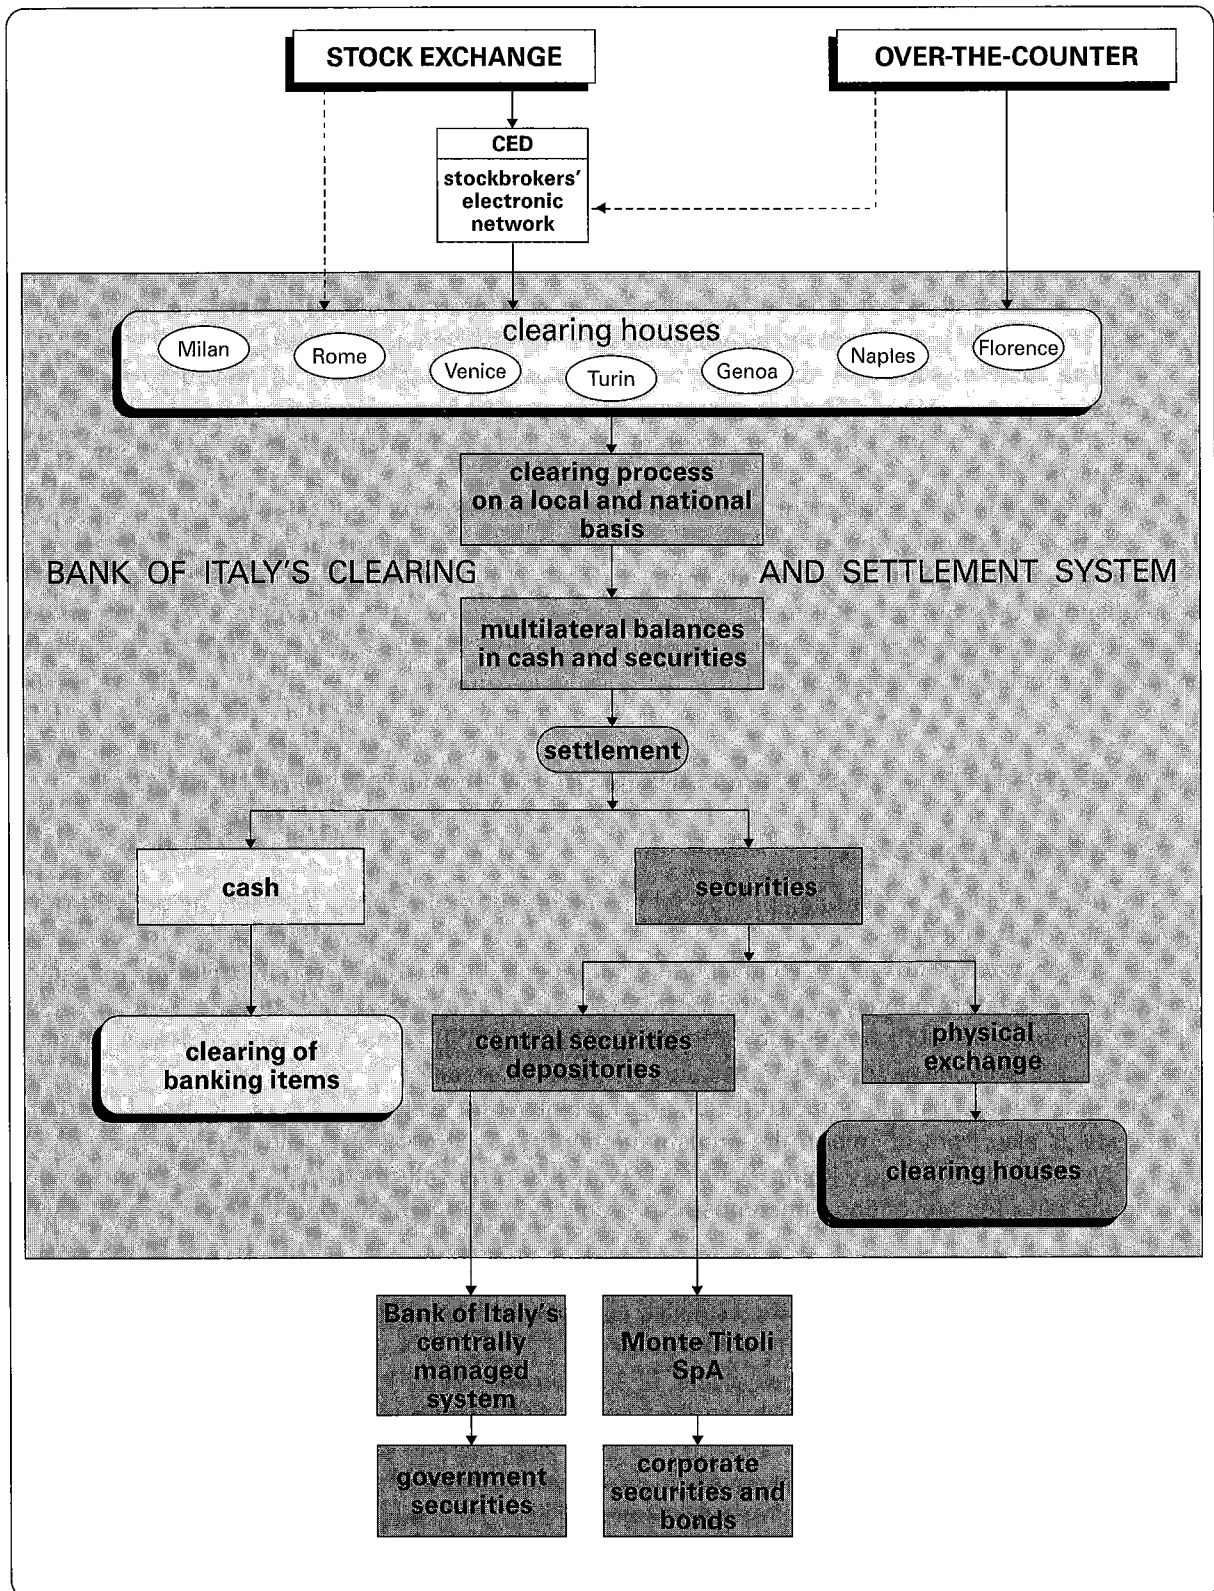 STOCK EXCHANGE
OVER-THE-COUNTER
CED
stockbrokers’
electronic
network
clearing houses
Milan
Rome
Venice
Turin
Genoa
Naples
Florence
clearing process
on a local and national
basis
BANK OF ITALY’S CLEARING
AND SETTLEMENT SYSTEM
multilateral balances
in cash and securities
settlement
cash
securities
clearing of
banking items
central securities
depositories
physical
exchange
clearing houses
Bank of Italy’s
centrally
managed
system
Monte Titoli
SpA
government
securities
corporate
securities and
bonds